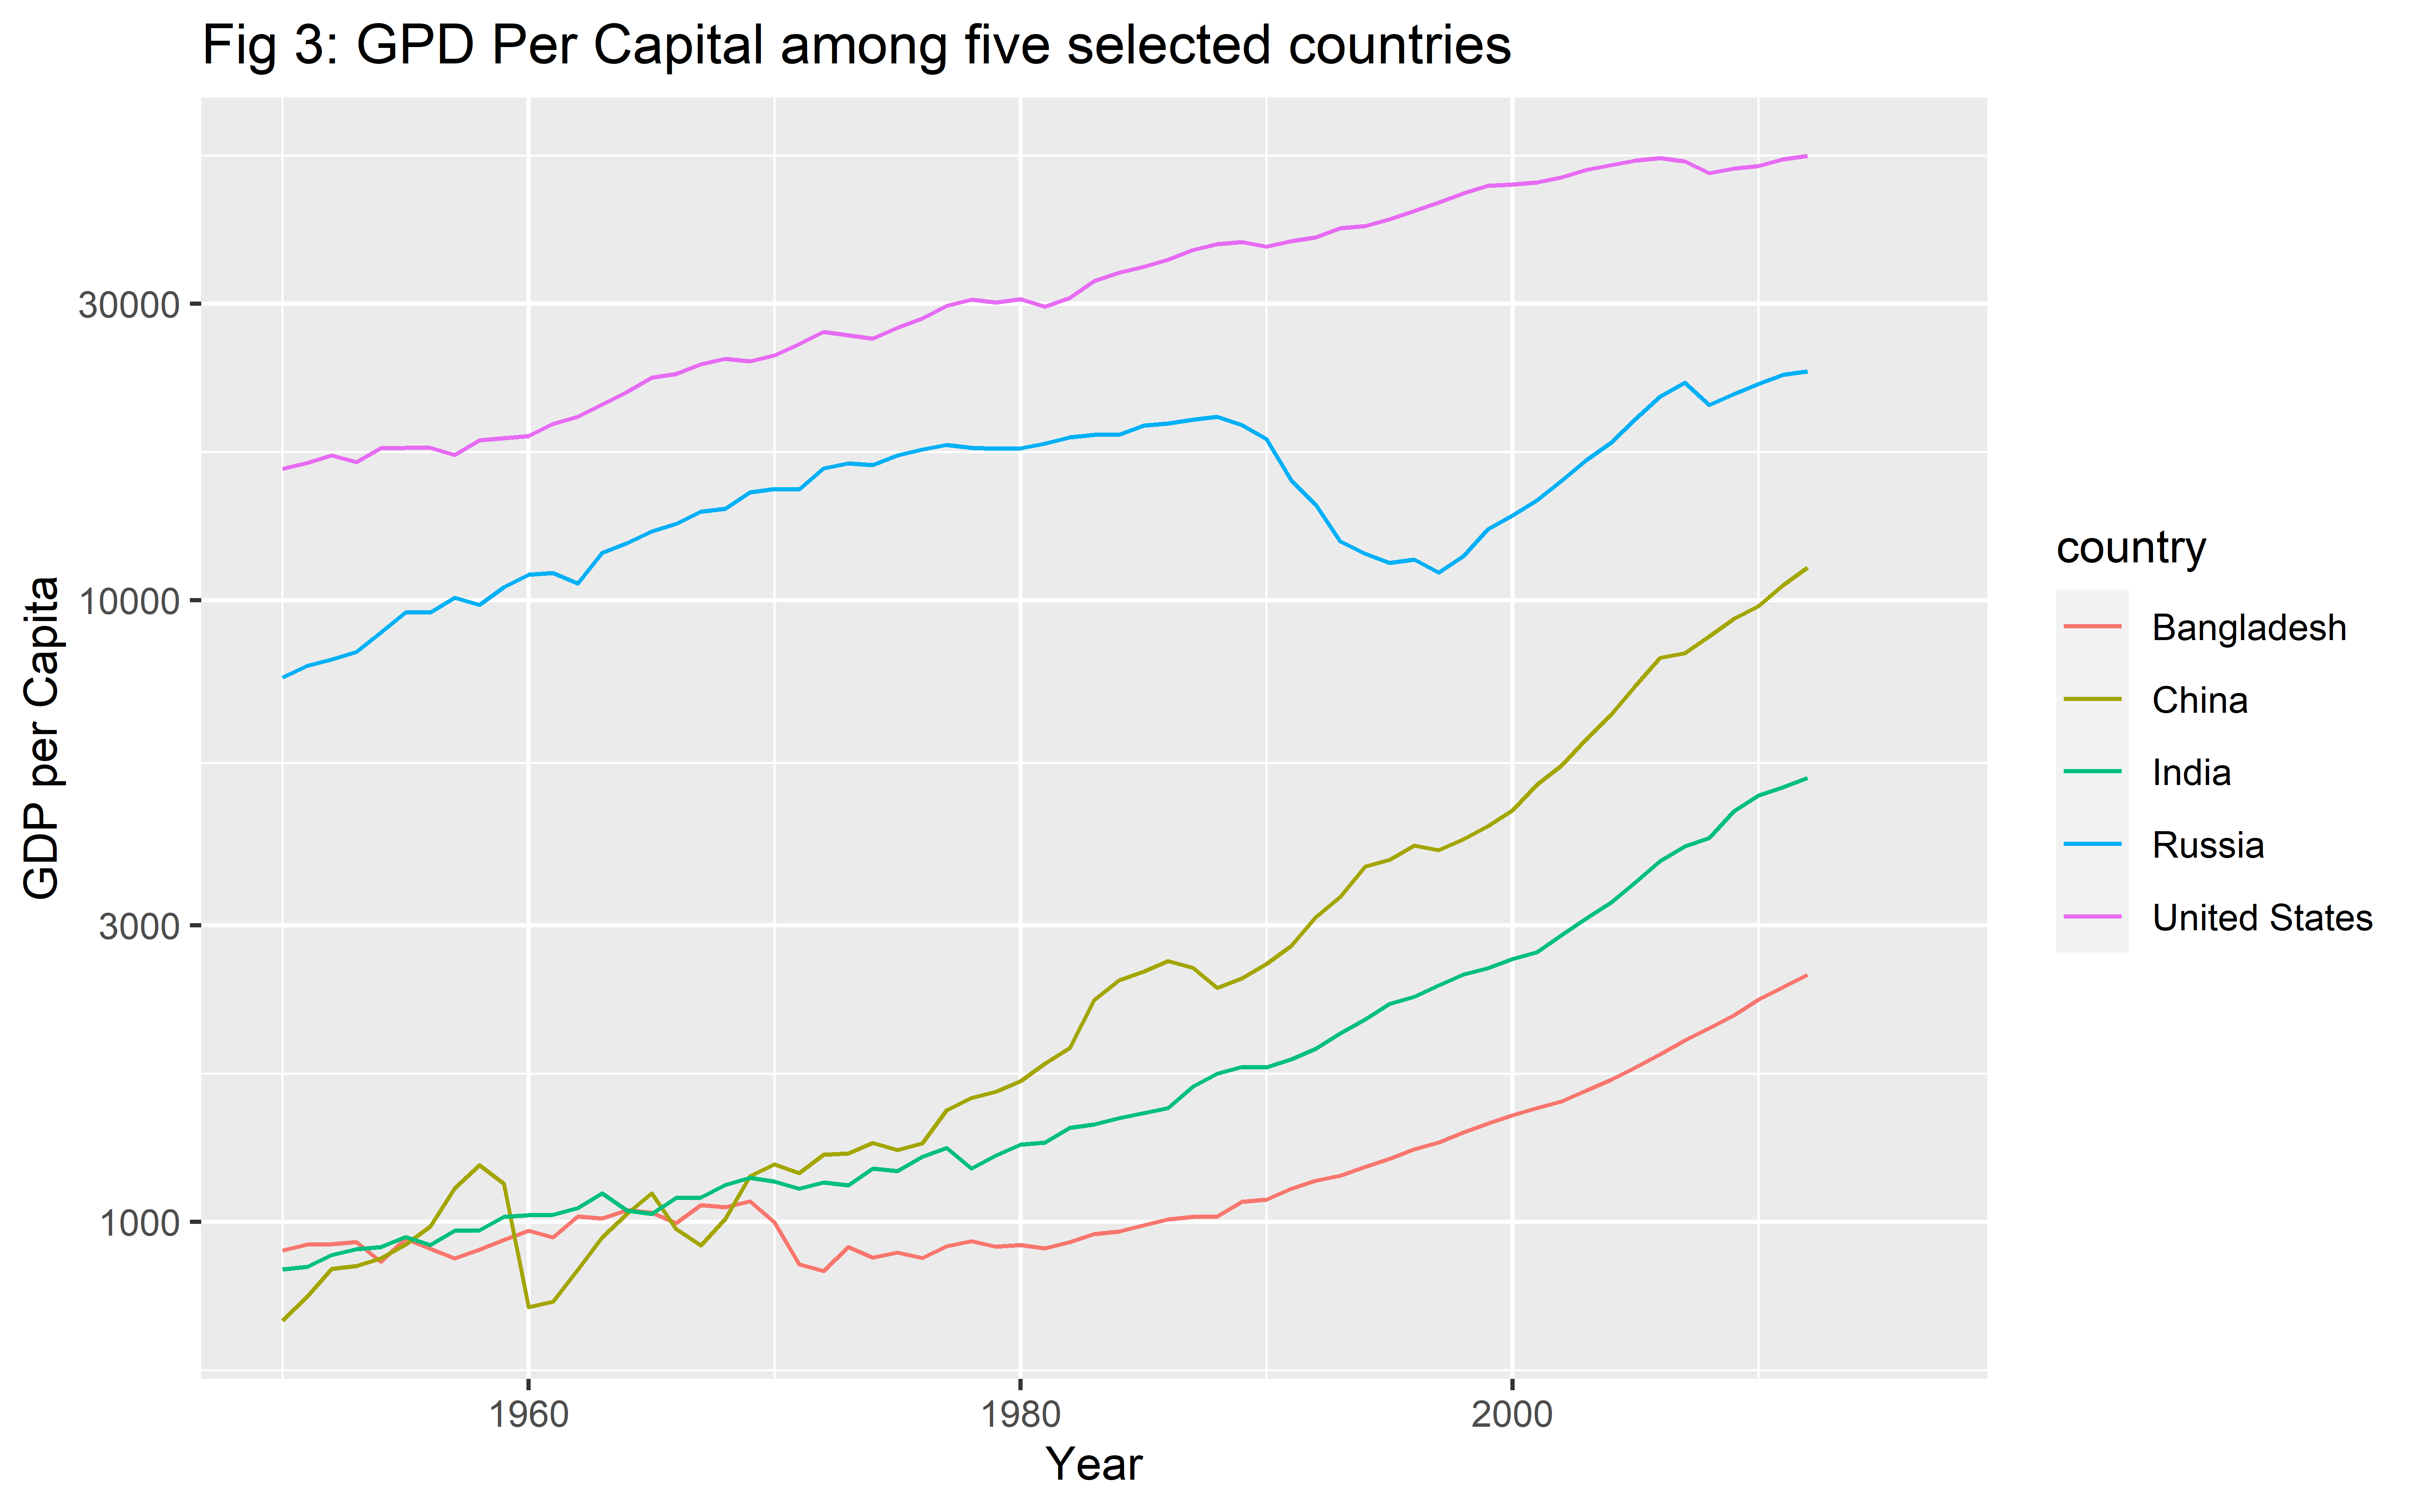 Fig 3: GPD Per Capital among five selected countries
GDP per Capita
30000
10000
3000
1000
1960
1980
2000
Year
country
Bangladesh
China
India
Russia
United States